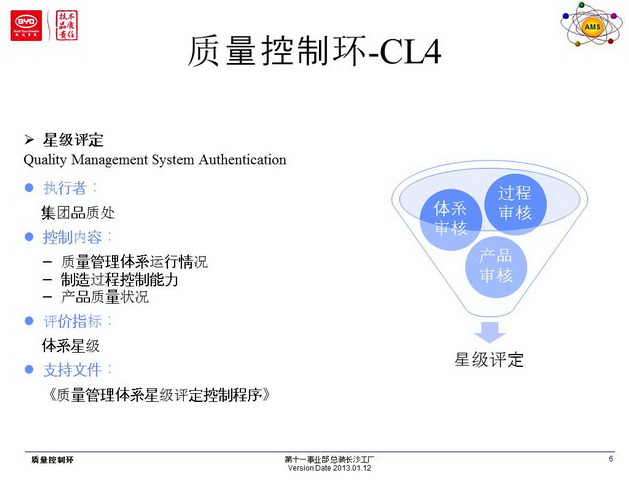 BYD
技术
品质
责任
AMS
质量控制环-CL4
➢ 星级评定
Quality Management System Authentication
● 执行者：
集团品质处
● 控制内容：
– 质量管理体系运行情况
– 制造过程控制能力
– 产品质量状况
● 评价指标：
体系星级
● 支持文件：
《质量管理体系星级评定控制程序》
体系
审核
过程
审核
产品
审核
星级评定
质量控制环
第十一事业部总装长沙工厂
Version Date 2013.01.12
6